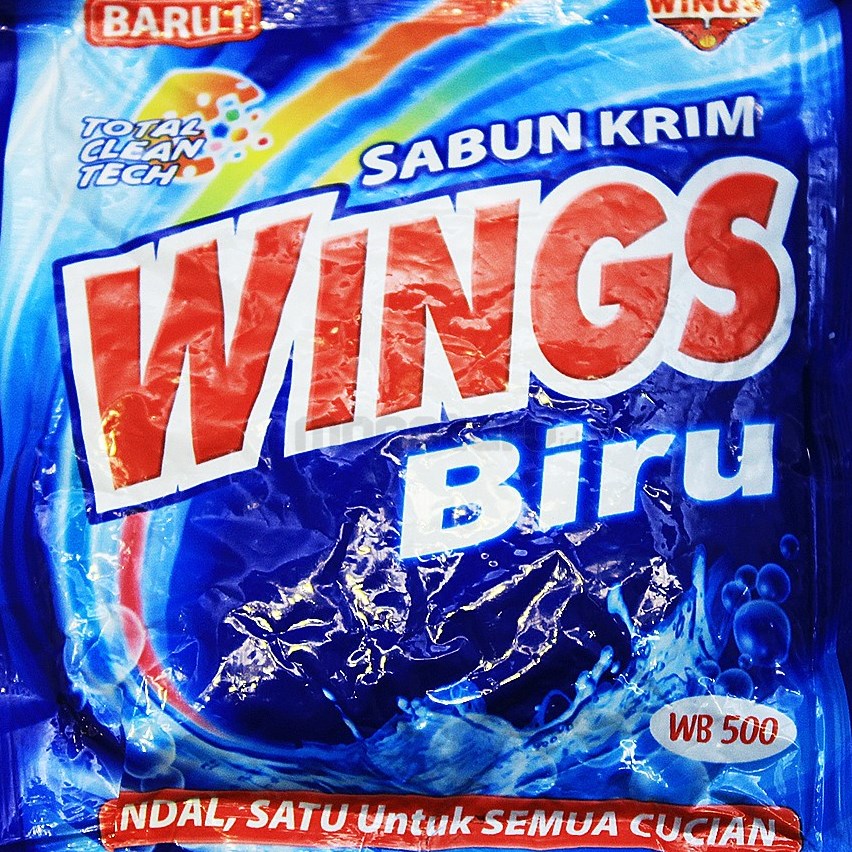 BARU !
WINGS
TOTAL
CLEAN
TECH
SABUN KRIM
WINGS
Biru
WB 500
NDAL, SATU Untuk SEMUA CUCIAN